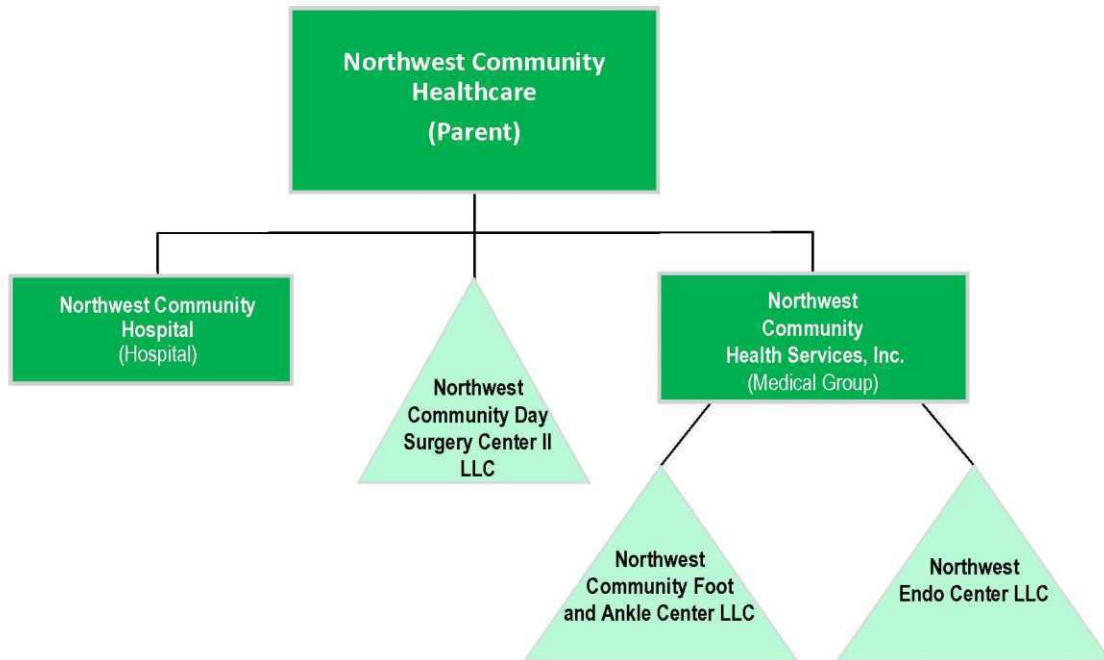 Northwest Community
Healthcare
(Parent)
Northwest Community
Hospital
(Hospital)
Northwest
Community Day
Surgery Center II
LLC
Northwest
Community
Health Services, Inc.
(Medical Group)
Northwest
Community Foot
and Ankle Center LLC
Northwest
Endo Center LLC